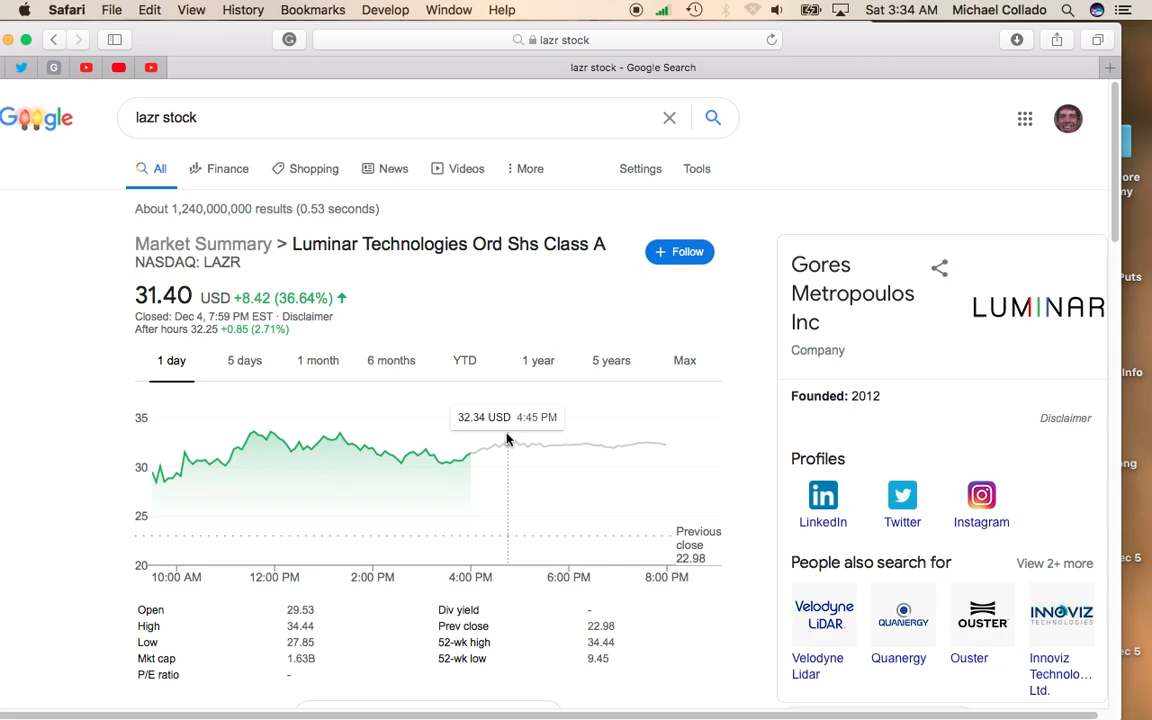 Safari File Edit View History Bookmarks Develop Window Help Sat 3:34 AM Michael Collado
lazr stock
lazr stock - Google Search
Google
lazr stock
All Finance Shopping News Videos More Settings Tools
About 1,240,000,000 results (0.53 seconds)
Market Summary > Luminar Technologies Ord Shs Class A
NASDAQ: LAZR
+ Follow
31.40 USD +8.42 (36.64%)
Closed: Dec 4, 7:59 PM EST · Disclaimer
After hours 32.25 +0.85 (2.71%)
1 day 5 days 1 month 6 months YTD 1 year 5 years Max
32.34 USD 4:45 PM
35
30
25
20
Previous
close
22.98
10:00 AM 12:00 PM 2:00 PM 4:00 PM 6:00 PM 8:00 PM
Open 29.53 Div yield -
High 34.44 Prev close 22.98
Low 27.85 52-wk high 34.44
Mkt cap 1.63B 52-wk low 9.45
P/E ratio -
Gores
Metropoulos
Inc
LUMINAR
Company
Founded: 2012
Disclaimer
Profiles
LinkedIn Twitter Instagram
People also search for View 2+ more
Velodyne
LiDAR
QUANERGY
OUSTER
INNOVIZ
TECHNOLOGIES
Velodyne
Lidar
Quanergy
Ouster
Innoviz
Technolo...
Ltd.
ore
my
Puts
Info
eng
ec 5
ec 5